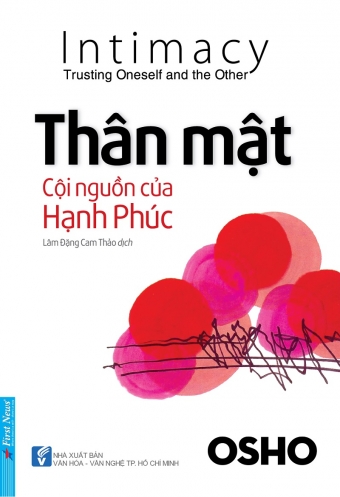 Intimacy
Trusting Oneself and the Other
Thân mật
Cội nguồn của
Hạnh Phúc
Lâm Đặng Cam Thảo dịch
First News
NHÀ XUẤT BẢN
VĂN HÓA - VĂN NGHỆ TP. HỒ CHÍ MINH
OSHO